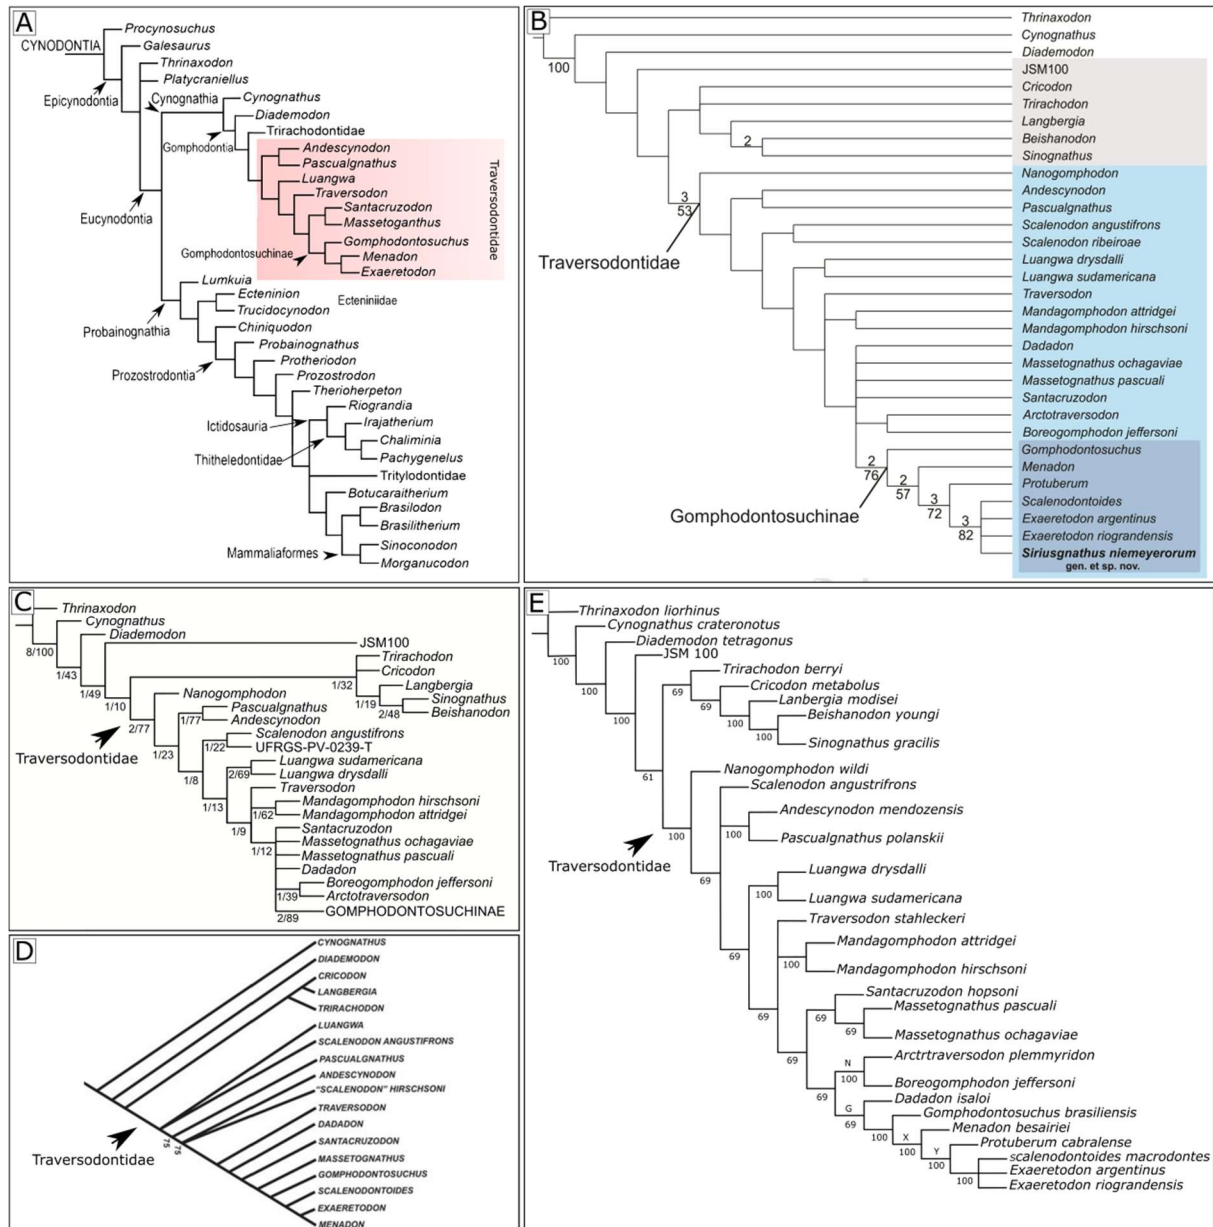 A
Procynosuchus
CYNODONTIA
Galesaurus
Thrinaxodon
Platycraniellus
Epicynodontia
Cynognathia
Cynognathus
Diademodon
Trirachodontidae
Gomphodontia
Andescynodon
Pascualgnathus
Luangwa
Traversodon
Santacruzodon
Massetoganthus
Gomphodontosuchus
Menadon
Exaeretodon
Traversodontidae
Eucynodontia
Gomphodontosuchinae
Lumkuia
Ecteninion
Ecteniniidae
Trucidocynodon
Probainognathia
Chiniquodon
Probainognathus
Protheriodon
Prozostrodontia
Prozostrodon
Therioherpeton
Riograndia
Ictidosauria
Irajatherium
Chaliminia
Thitheledontidae
Pachygenelus
Tritylodontidae
Botucaraitherium
Brasilodon
Brasilitherium
Sinoconodon
Mammaliaformes
Morganucodon
B
Thrinaxodon
Cynognathus
100
Diademodon
JSM100
Cricodon
Trirachodon
Langbergia
2
Beishanodon
Sinognathus
Nanogomphodon
3
53
Andescynodon
Pascualgnathus
Scalenodon angustifrons
Scalenodon ribeiroae
Traversodontidae
Luangwa drysdalli
Luangwa sudamericana
Traversodon
Mandagomphodon attridgei
Mandagomphodon hirschsoni
Dadadon
Massetognathus ochagaviae
Massetognathus pascuali
Santacruzodon
Arctotraversodon
Boreogomphodon jeffersoni
Gomphodontosuchus
2
76
Menadon
2
57
Protuberum
3
72
Scalenodontoides
Gomphodontosuchinae
Exaeretodon argentinus
3
82
Exaeretodon riograndensis
Siriusgnathus niemeyerorum
gen. et sp. nov.
C
Thrinaxodon
Cynognathus
Diademodon
8/100
JSM100
1/43
Trirachodon
1/49
Cricodon
1/10
1/32
Langbergia
Nanogomphodon
1/19
Sinognathus
2/48
Beishanodon
2/77
Pascualgnathus
1/77
Andescynodon
Scalenodon angustifrons
1/23
1/22
UFRGS-PV-0239-T
Traversodontidae
Luangwa sudamericana
1/8
2/69
Luangwa drysdalli
Traversodon
1/13
Mandagomphodon hirschsoni
1/62
Mandagomphodon attridgei
1/9
Santacruzodon
Massetognathus ochagaviae
1/12
Massetognathus pascuali
Dadadon
Boreogomphodon jeffersoni
1/39
Arctotraversodon
2/89
GOMPHODONTOSUCHINAE
D
CYNOGNATHUS
DIADEMODON
CRICODON
LANGBERGIA
TRIRACHODON
LUANGWA
SCALENODON ANGUSTIFRONS
PASCUALGNATHUS
ANDESCYNODON
"SCALENODON" HIRSCHSONI
TRAVERSODON
DADADON
SANTACRUZODON
MASSETOGNATHUS
GOMPHODONTOSUCHUS
SCALENODONTOIDES
EXAERETODON
MENADON
75
75
Traversodontidae
E
Thrinaxodon liorhinus
Cynognathus crateronotus
Diademodon tetragonus
100
JSM 100
100
Trirachodon berryi
69
Cricodon metabolus
100
69
Lanbergia modisei
Beishanodon youngi
100
100
Sinognathus gracilis
61
Nanogomphodon wildi
Scalenodon angustrifrons
Andescynodon mendozensis
100
100
Pascualgnathus polanskii
Traversodontidae
69
Luangwa drysdalli
100
Luangwa sudamericana
Traversodon stahleckeri
69
Mandagomphodon attridgei
100
Mandagomphodon hirschsoni
Santacruzodon hopsoni
69
Massetognathus pascuali
69
69
Massetognathus ochagaviae
69
N
Arctrtraversodon plemmyridon
100
Boreogomphodon jeffersoni
69
Dadadon isaloi
G
69
Gomphodontosuchus brasiliensis
100
Menadon besairiei
X
100
Protuberum cabralense
Y
100
scalenodontoides macrodontes
Exaeretodon argentinus
100
Exaeretodon riograndensis